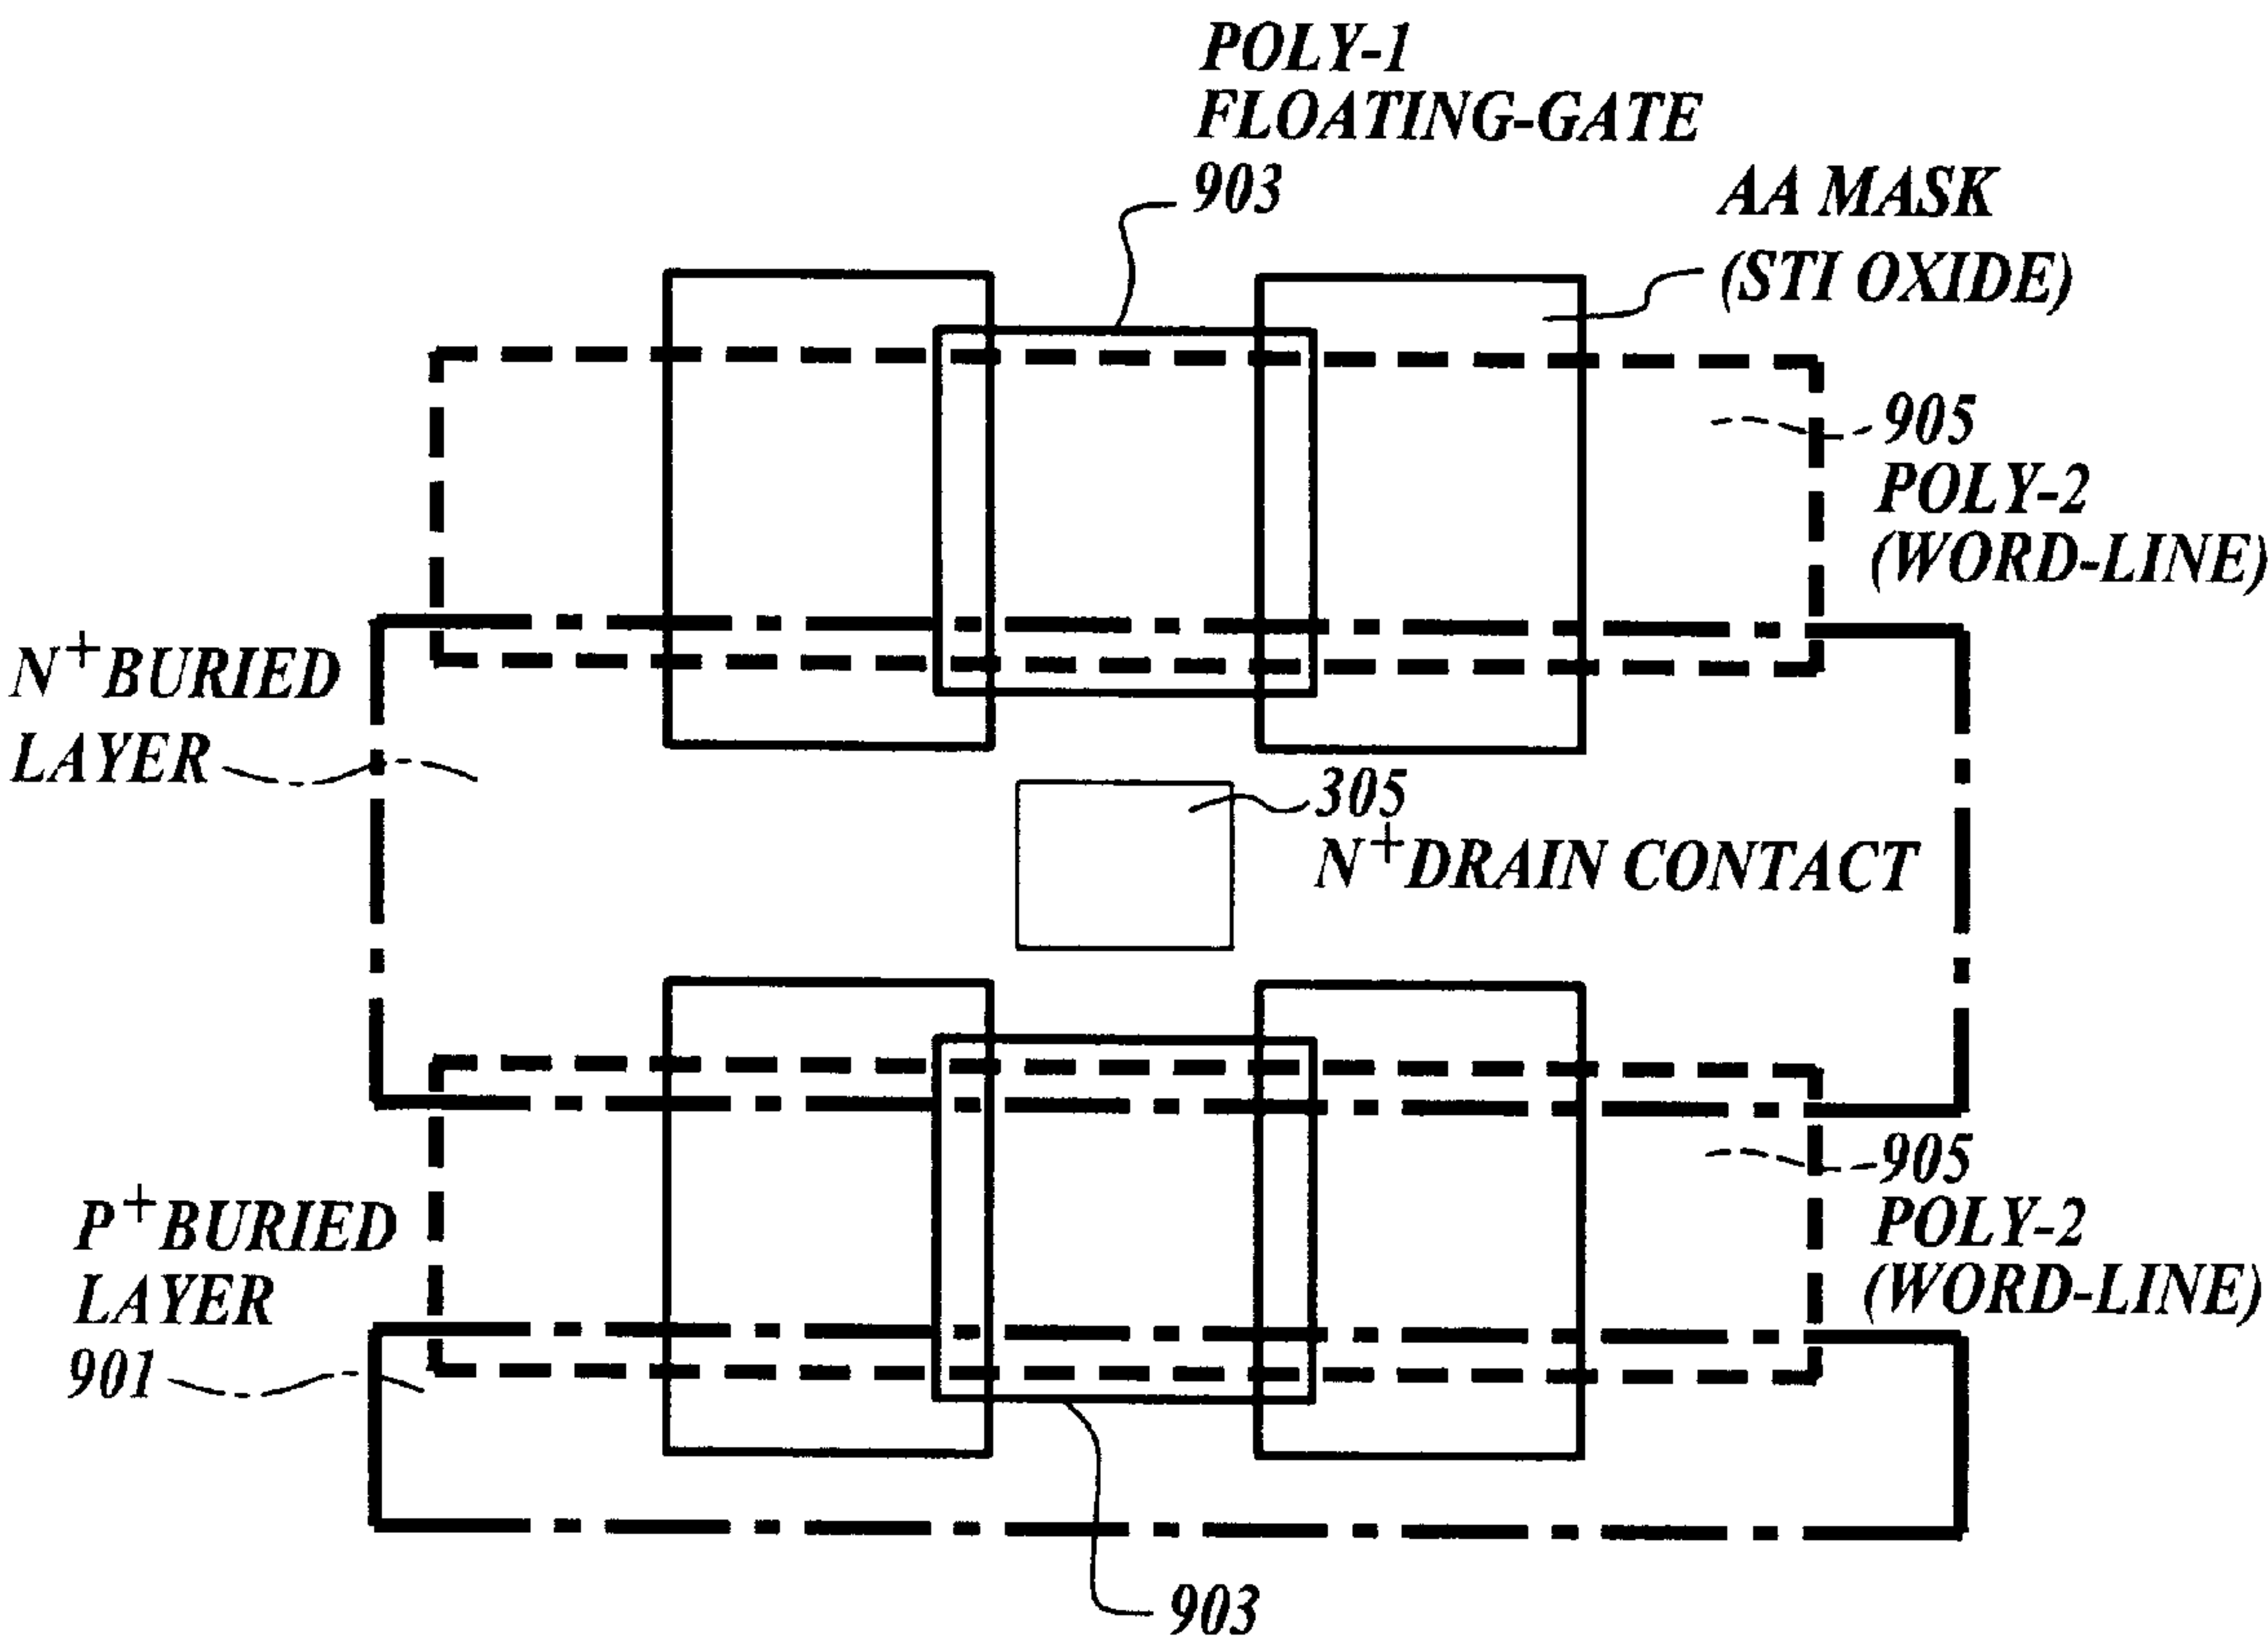 POLY-1
FLOATING-GATE
903
AA MASK
(STI OXIDE)
905
POLY-2
(WORD-LINE)
N+BURIED
LAYER
305
N+DRAIN CONTACT
905
POLY-2
(WORD-LINE)
P+BURIED
LAYER
901
903